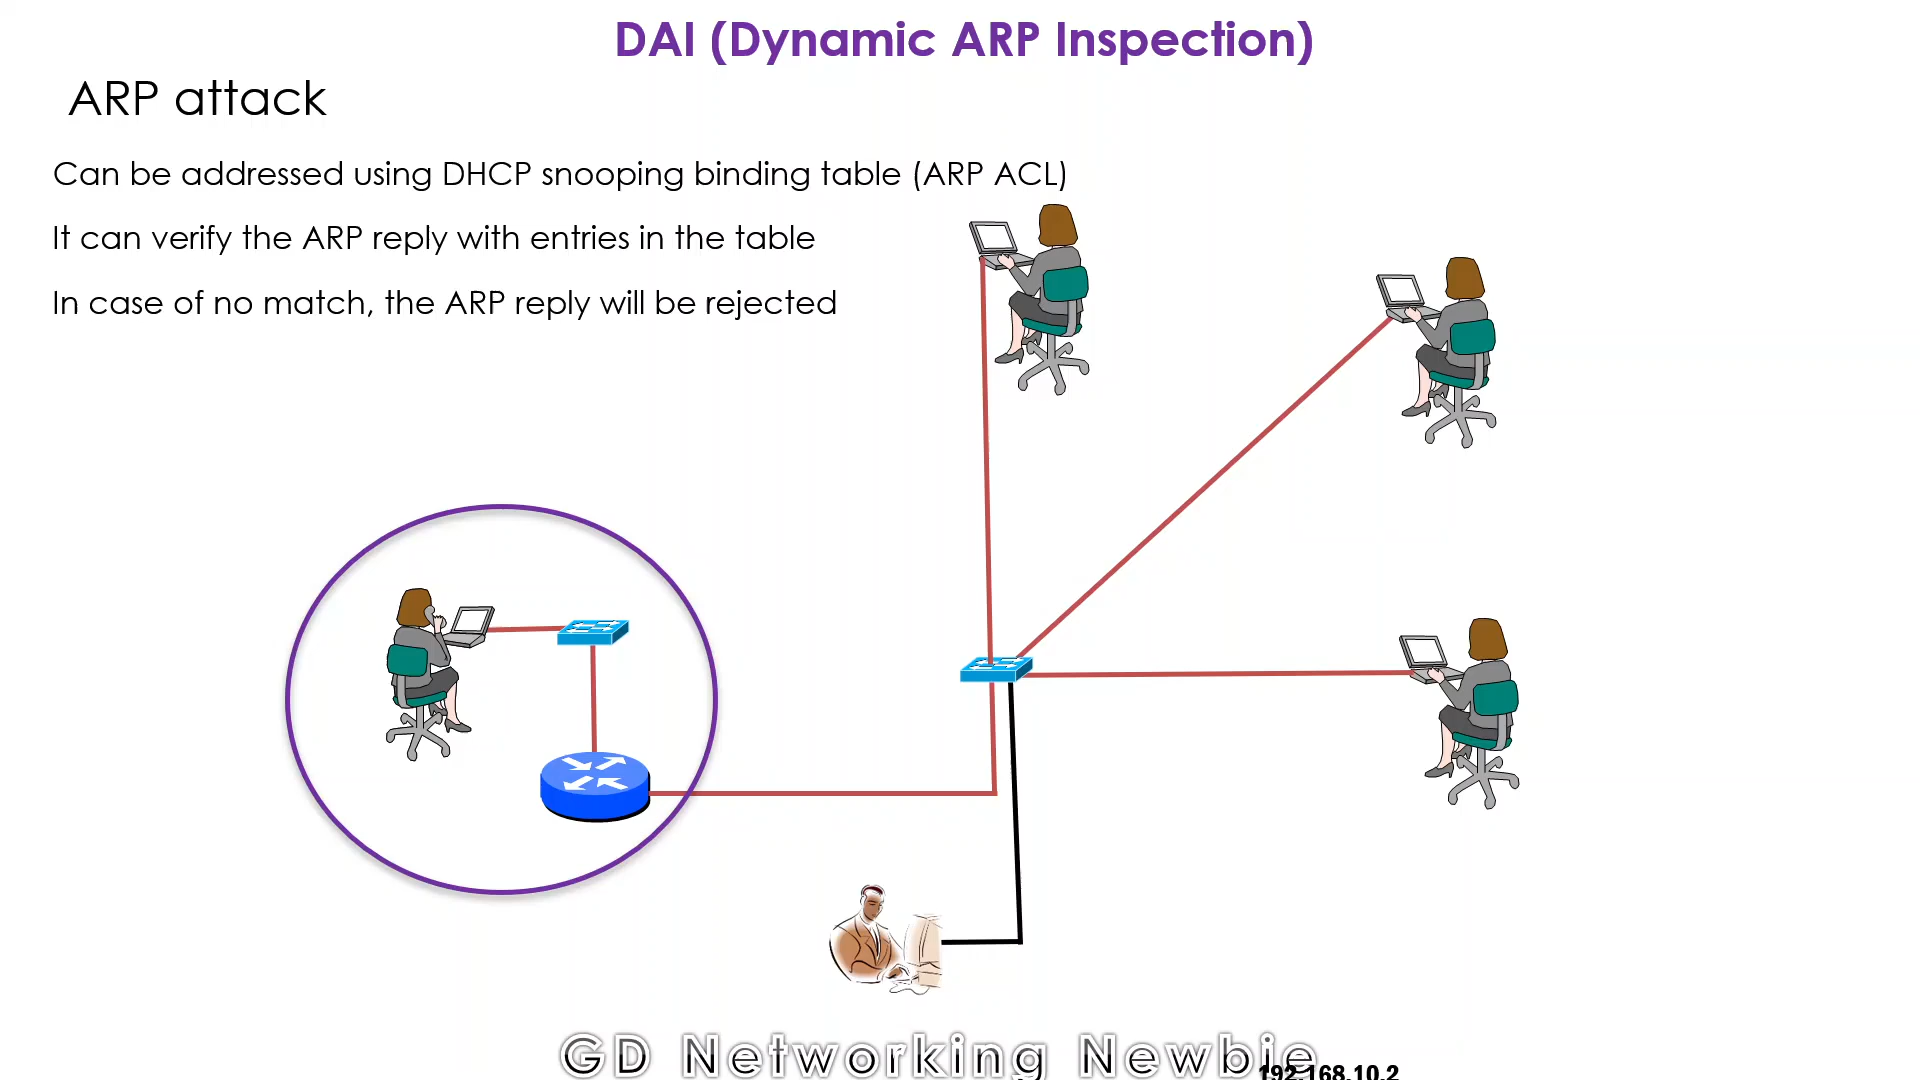 DAI (Dynamic ARP Inspection)
ARP attack
Can be addressed using DHCP snooping binding table (ARP ACL)
It can verify the ARP reply with entries in the table
In case of no match, the ARP reply will be rejected
GD Networking Newbie
192.168.10.2